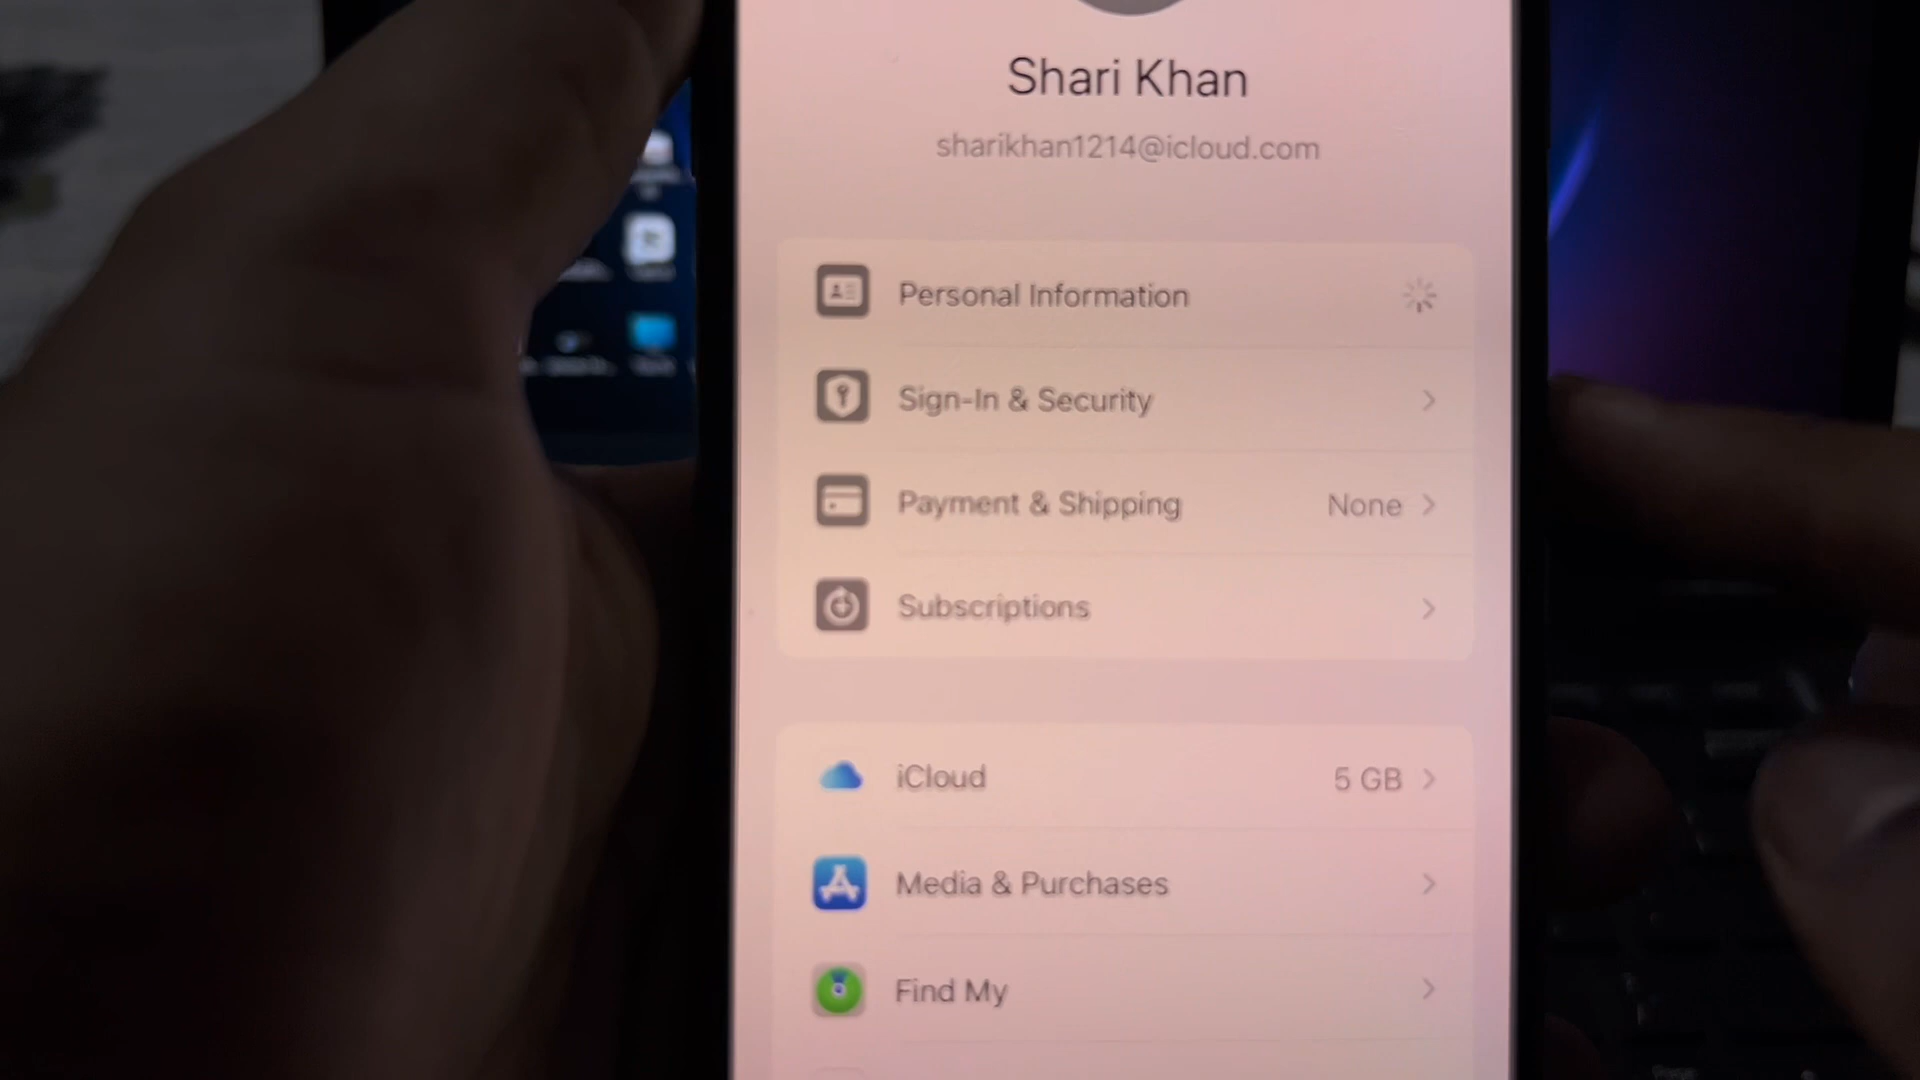 Shari Khan
sharikhan1214@icloud.com
Personal Information
Sign-In & Security
Payment & Shipping None
Subscriptions
iCloud 5 GB
Media & Purchases
Find My